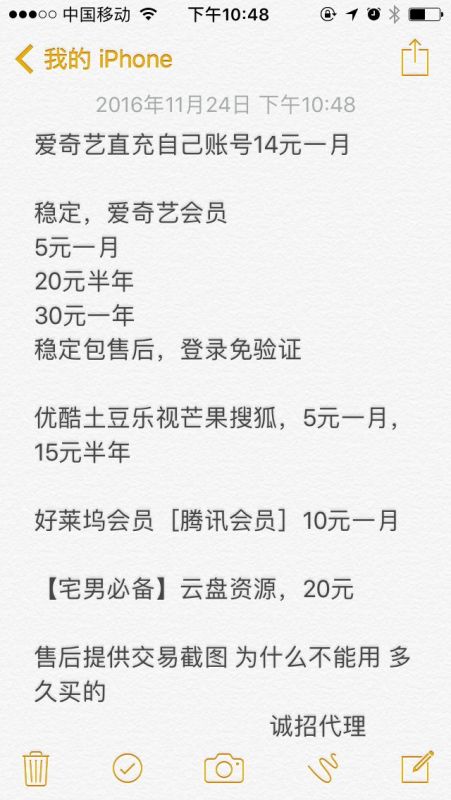 中国移动 下午10:48
我的 iPhone
2016年11月24日 下午10:48
爱奇艺直充自己账号14元一月
稳定，爱奇艺会员
5元一月
20元半年
30元一年
稳定包售后，登录免验证
优酷土豆乐视芒果搜狐，5元一月，
15元半年
好莱坞会员［腾讯会员］10元一月
【宅男必备】云盘资源，20元
售后提供交易截图 为什么不能用 多
久买的
诚招代理